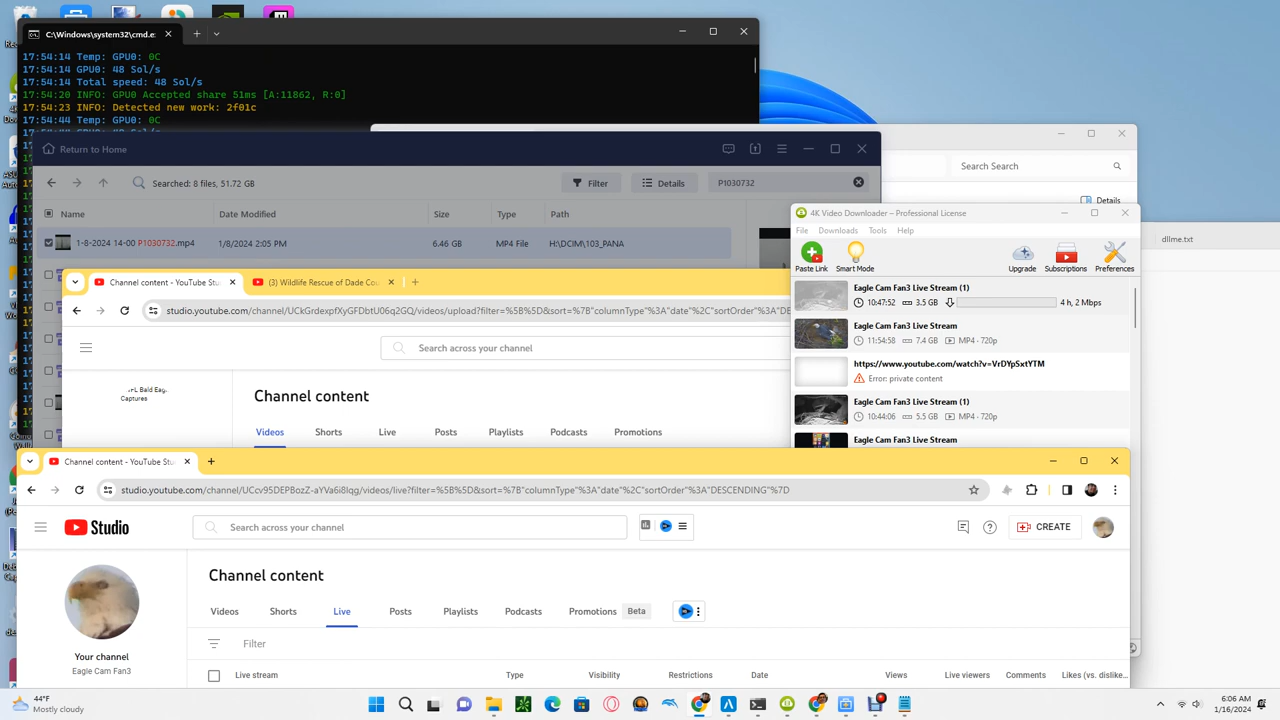 C:\Windows\system32\cmd.e:
17:54:14 Temp: GPU0: 0C
17:54:14 GPU0: 48 Sol/s
17:54:14 Total speed: 48 Sol/s
17:54:20 INFO: GPU0 Accepted share 51ms [A:11862, R:0]
17:54:23 INFO: Detected new work: 2f01c
17:54:44 Temp: GPU0: 0C
Return to Home
Searched: 8 files, 51.72 GB
Filter
Details
P1030732
Name
Date Modified
Size
Type
Path
1-8-2024 14-00 P1030732.mp4
1/8/2024 2:05 PM
6.46 GB
MP4 File
H:\DCIM\103_PANA
Search Search
Details
dllme.txt
4K Video Downloader – Professional License
File
Downloads
Tools
Help
Paste Link
Smart Mode
Upgrade
Subscriptions
Preferences
Eagle Cam Fan3 Live Stream (1)
10:47:52
3.5 GB
4 h, 2 Mbps
Eagle Cam Fan3 Live Stream
11:54:58
7.4 GB
MP4 · 720p
https://www.youtube.com/watch?v=VrDYpSxtYTM
Error: private content
Eagle Cam Fan3 Live Stream (1)
10:44:06
5.5 GB
MP4 · 720p
Eagle Cam Fan3 Live Stream
Channel content - YouTube Stu
(3) Wildlife Rescue of Dade Cou
studio.youtube.com/channel/UCkGrdexpfXyGFDbtU06q2GQ/videos/upload?filter=%5B%5D&sort=%7B"columnType"%3A"date"%2C"sortOrder"%3A"DES
Search across your channel
FL Bald Eag
Captures
Channel content
Videos
Shorts
Live
Posts
Playlists
Podcasts
Promotions
Channel content - YouTube Stu
studio.youtube.com/channel/UCcv95DEPBozZ-aYVa6i8Iqg/videos/live?filter=%5B%5D&sort=%7B"columnType"%3A"date"%2C"sortOrder"%3A"DESCENDING"%7D
Studio
Search across your channel
CREATE
Channel content
Videos
Shorts
Live
Posts
Playlists
Podcasts
Promotions
Beta
Your channel
Eagle Cam Fan3
Filter
Live stream
Type
Visibility
Restrictions
Date
Views
Live viewers
Comments
Likes (vs. dislike...
44°F
Mostly cloudy
6:06 AM
1/16/2024